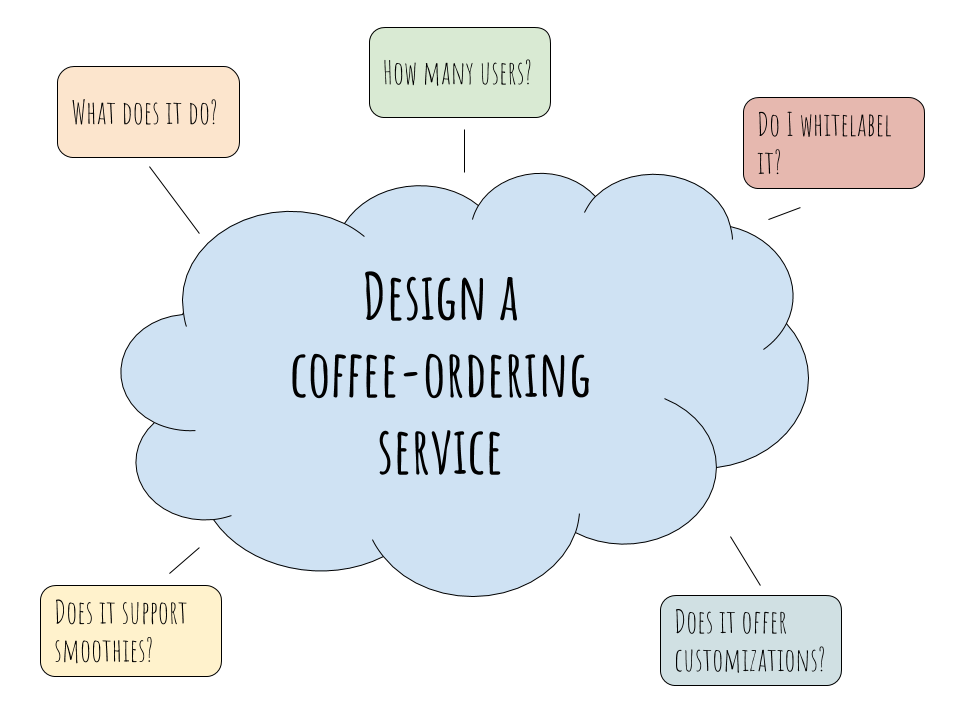 How many users?
What does it do?
Do I whitelabel
it?
Design a
coffee-ordering
service
Does it support
smoothies?
Does it offer
customizations?